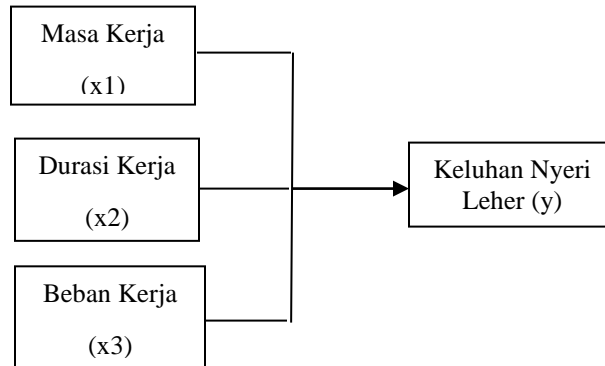 Masa Kerja
(x1)
Durasi Kerja
(x2)
Beban Kerja
(x3)
Keluhan Nyeri
Leher (y)